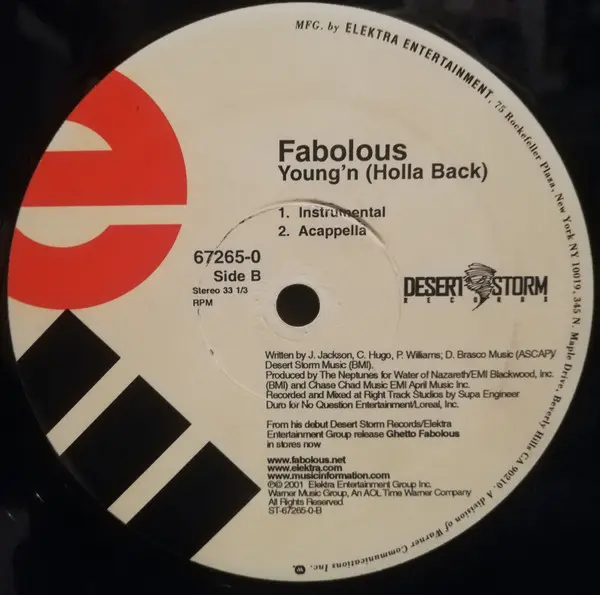 MFG. by ELEKTRA ENTERTAINMENT, 75 Rockefeller Plaza, New York NY 10019, 345 N. Maple Drive, Beverly Hills CA 90210. A division of Warner Communications Inc.
e
Fabolous
Young'n (Holla Back)
1. Instrumental
2. Acappella
67265-0
Side B
Stereo 33 1/3
RPM
DESERT STORM
RECORDS
Written by J. Jackson, C. Hugo, P. Williams; D. Brasco Music (ASCAP)/
Desert Storm Music (BMI).
Produced by The Neptunes for Water of Nazareth/EMI Blackwood, Inc.
(BMI) and Chase Chad Music EMI April Music Inc.
Recorded and Mixed at Right Track Studios by Supa Engineer
Duro for No Question Entertainment/Loreal, Inc.
From his debut Desert Storm Records/Elektra
Entertainment Group release Ghetto Fabolous
in stores now
www.fabolous.net
www.elektra.com
www.musicinformation.com
℗© 2001 Elektra Entertainment Group Inc.
Warner Music Group, An AOL Time Warner Company
All Rights Reserved.
ST-67265-0-B